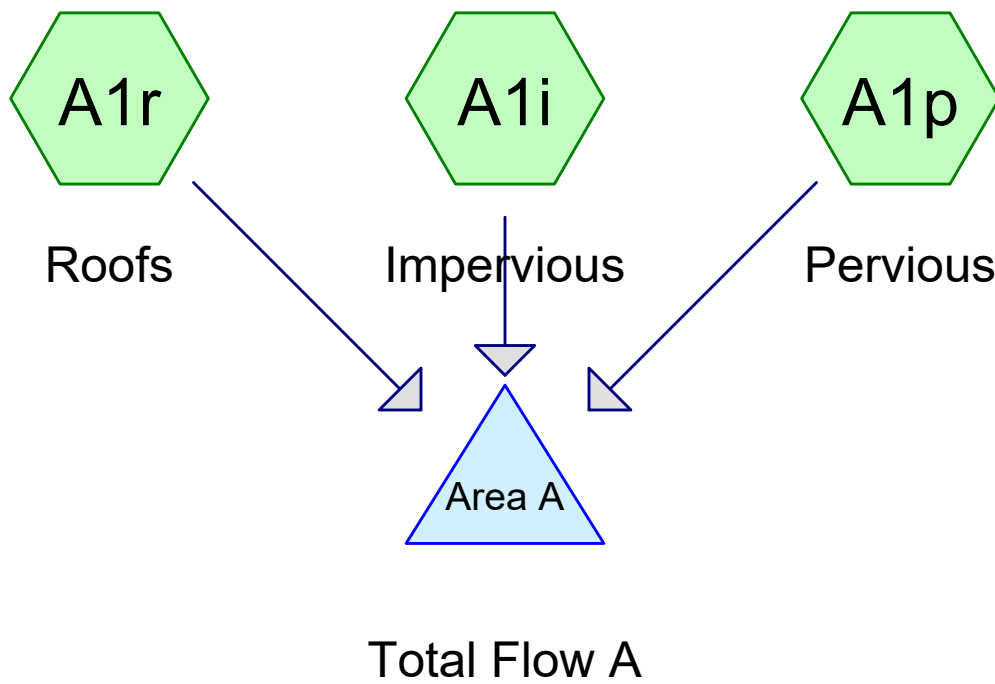 A1r
A1i
A1p
Roofs
Impervious
Pervious
Area A
Total Flow A